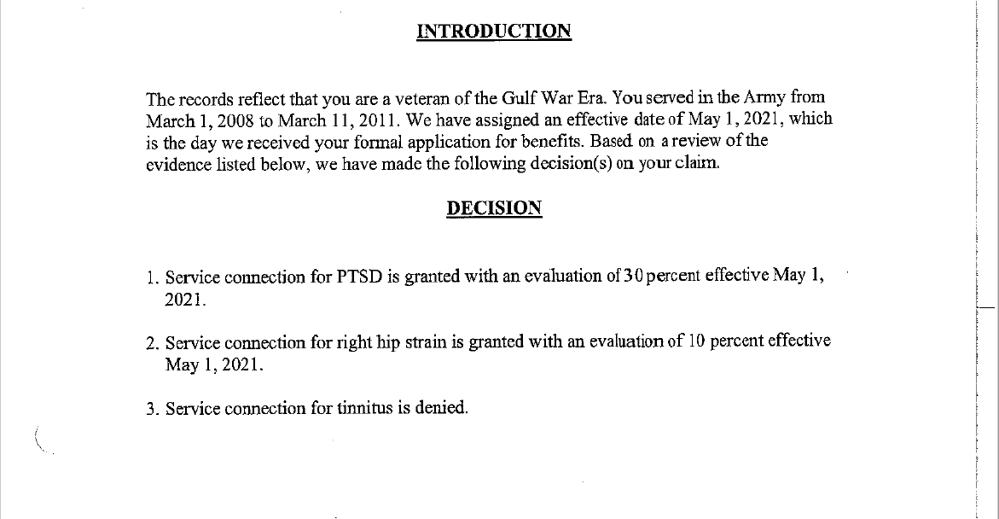 INTRODUCTION
The records reflect that you are a veteran of the Gulf War Era. You served in the Army from
March 1, 2008 to March 11, 2011. We have assigned an effective date of May 1, 2021, which
is the day we received your formal application for benefits. Based on a review of the
evidence listed below, we have made the following decision(s) on your claim.
DECISION
1. Service connection for PTSD is granted with an evaluation of 30 percent effective May 1,
2021.
2. Service connection for right hip strain is granted with an evaluation of 10 percent effective
May 1, 2021.
3. Service connection for tinnitus is denied.